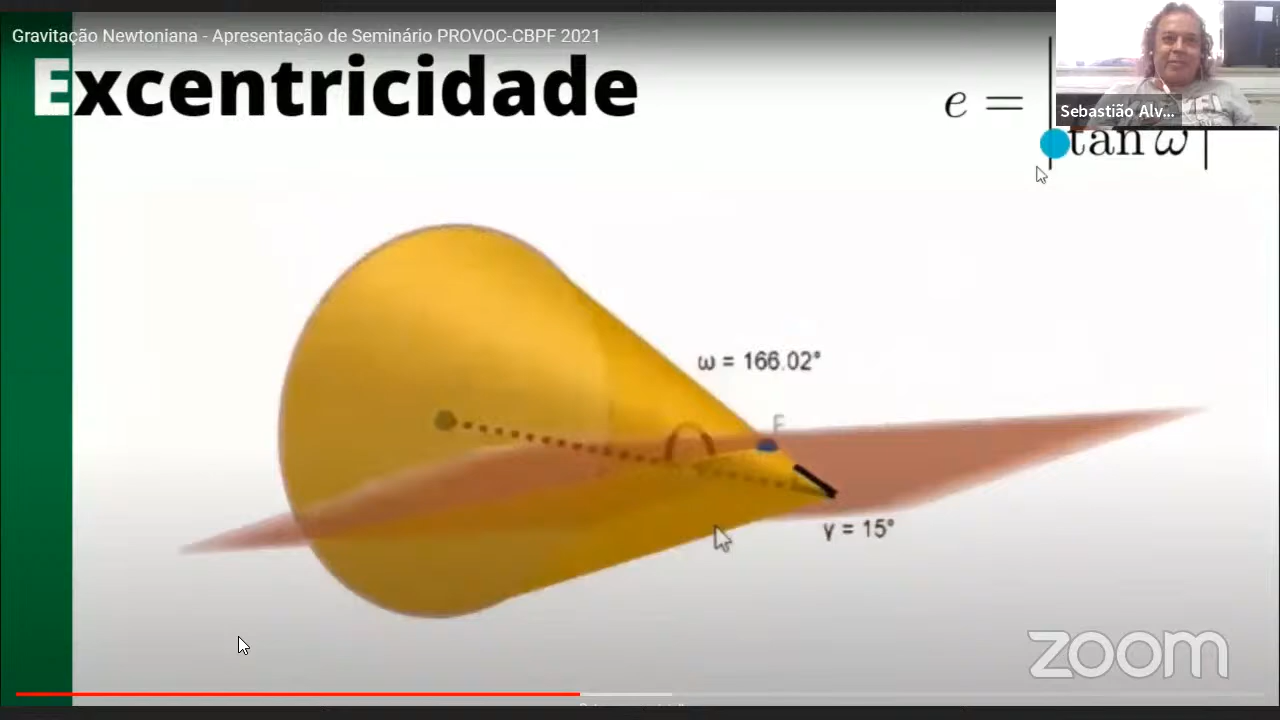 Gravitação Newtoniana - Apresentação de Seminário PROVOC-CBPF 2021
Excentricidade
e =
tan ω
Sebastião Alv...
ω = 166.02°
F
γ = 15°
zoom